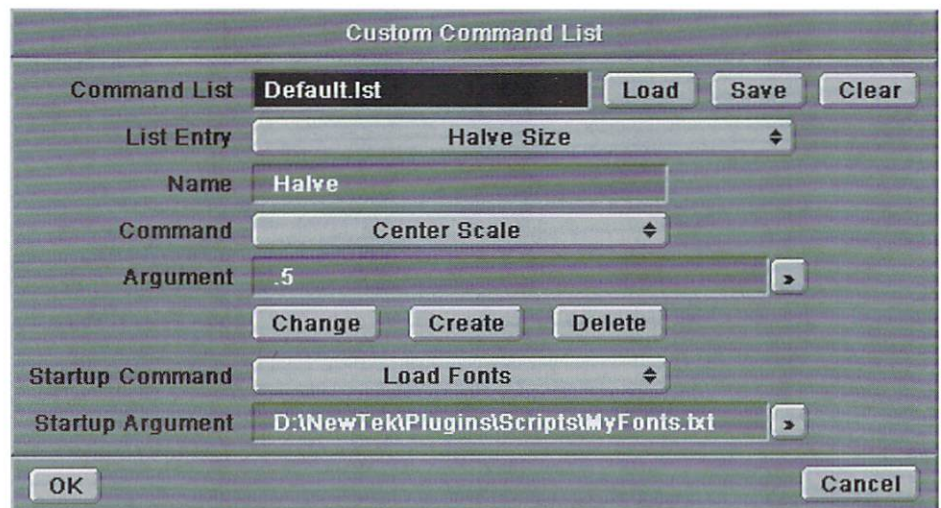 Custom Command List
Command List Default.lst Load Save Clear
List Entry Halve Size
Name Halve
Command Center Scale
Argument .5
Change Create Delete
Startup Command Load Fonts
Startup Argument D:\NewTek\Plugins\Scripts\MyFonts.txt
OK Cancel